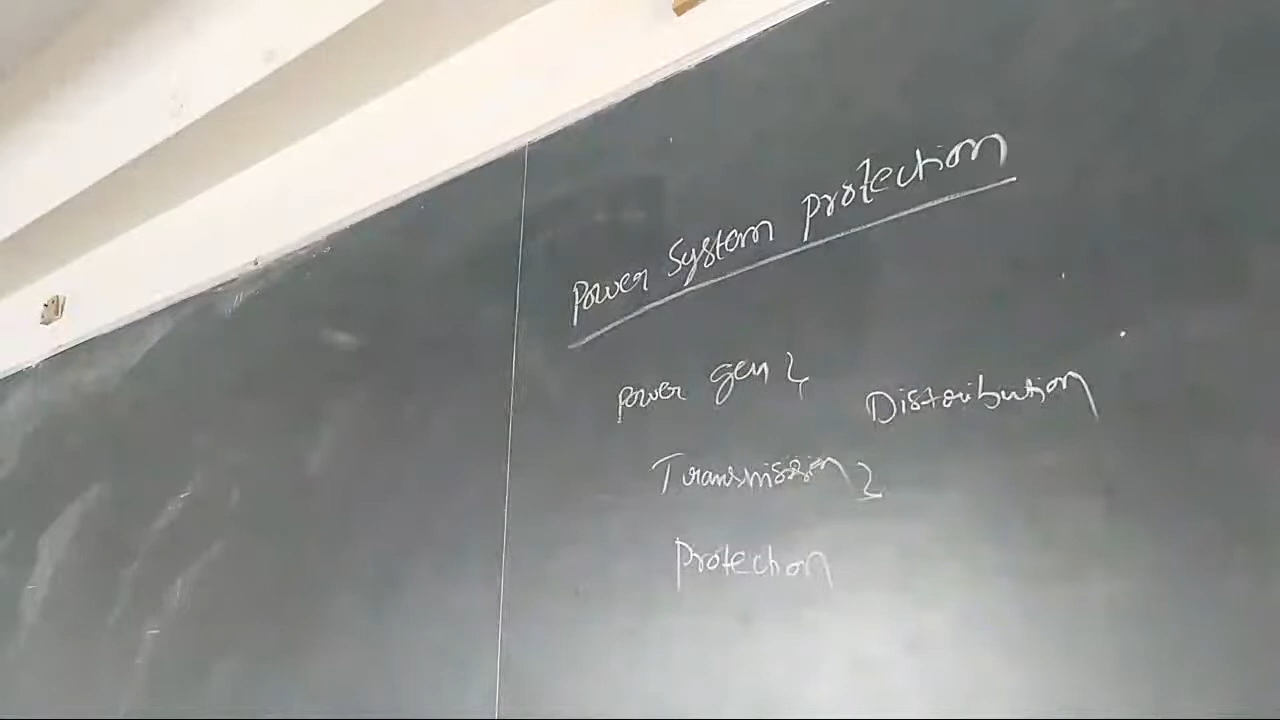 Power System Protection
Power gen
Distribution
Transmission
Protection